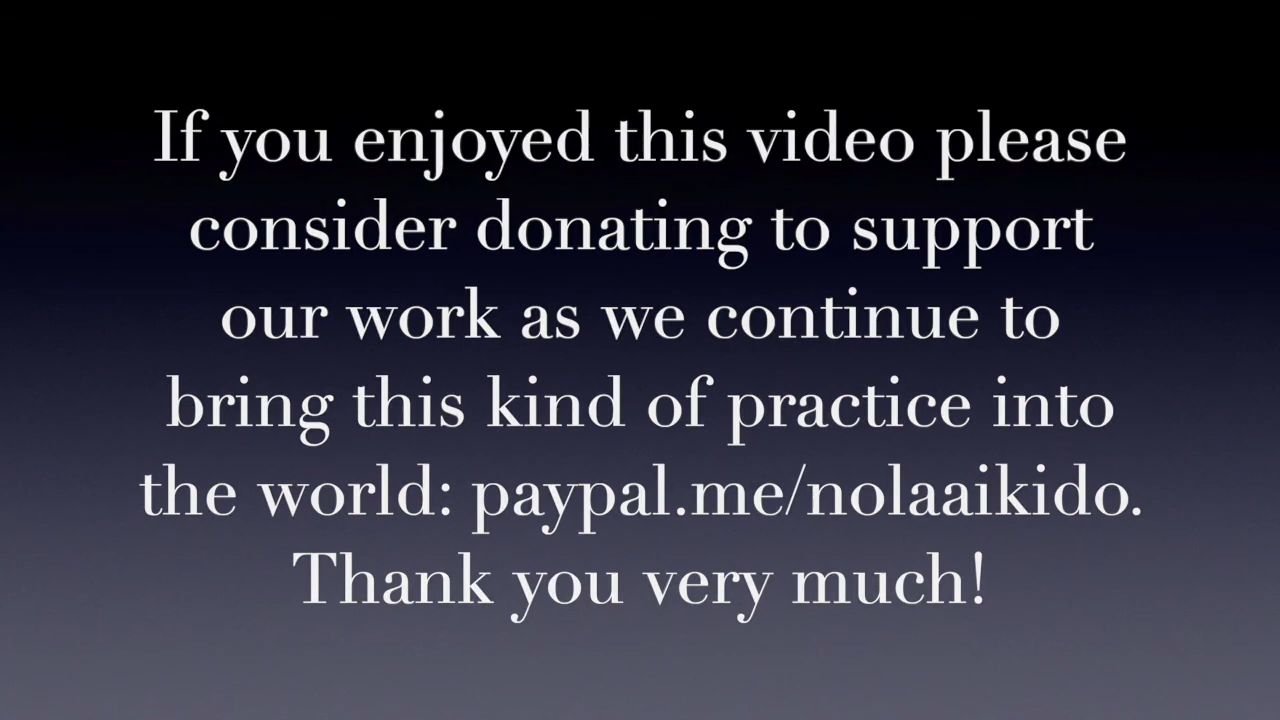 If you enjoyed this video please
consider donating to support
our work as we continue to
bring this kind of practice into
the world: paypal.me/nolaaikido.
Thank you very much!